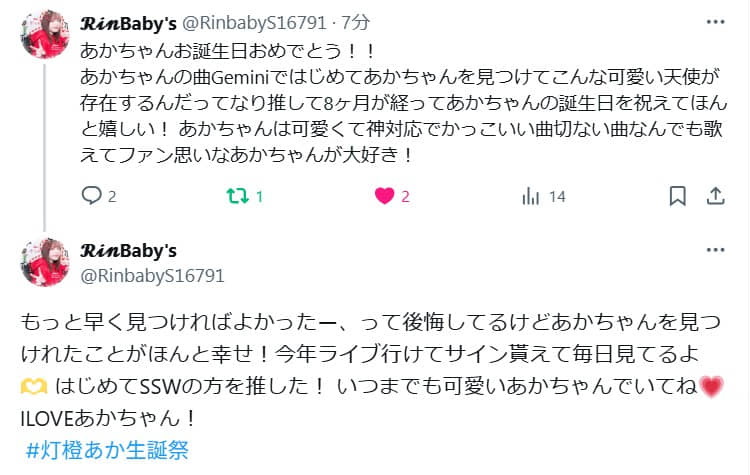 𝓡𝓲𝓷Baby's @RinbabyS16791 · 7分
あかちゃんお誕生日おめでとう！！
あかちゃんの曲Geminiではじめてあかちゃんを見つけてこんな可愛い天使が
存在するんだってなり推して8ヶ月が経ってあかちゃんの誕生日を祝えてほん
と嬉しい！ あかちゃんは可愛くて神対応でかっこいい曲切ない曲なんでも歌
えてファン思いなあかちゃんが大好き！
2 1 2 14
𝓡𝓲𝓷Baby's
@RinbabyS16791
もっと早く見つければよかったー、って後悔してるけどあかちゃんを見つ
けれたことがほんと幸せ！今年ライブ行けてサイン貰えて毎日見てるよ
🫶 はじめてSSWの方を推した！ いつまでも可愛いあかちゃんでいてね💗
ILOVEあかちゃん！
#灯橙あか生誕祭